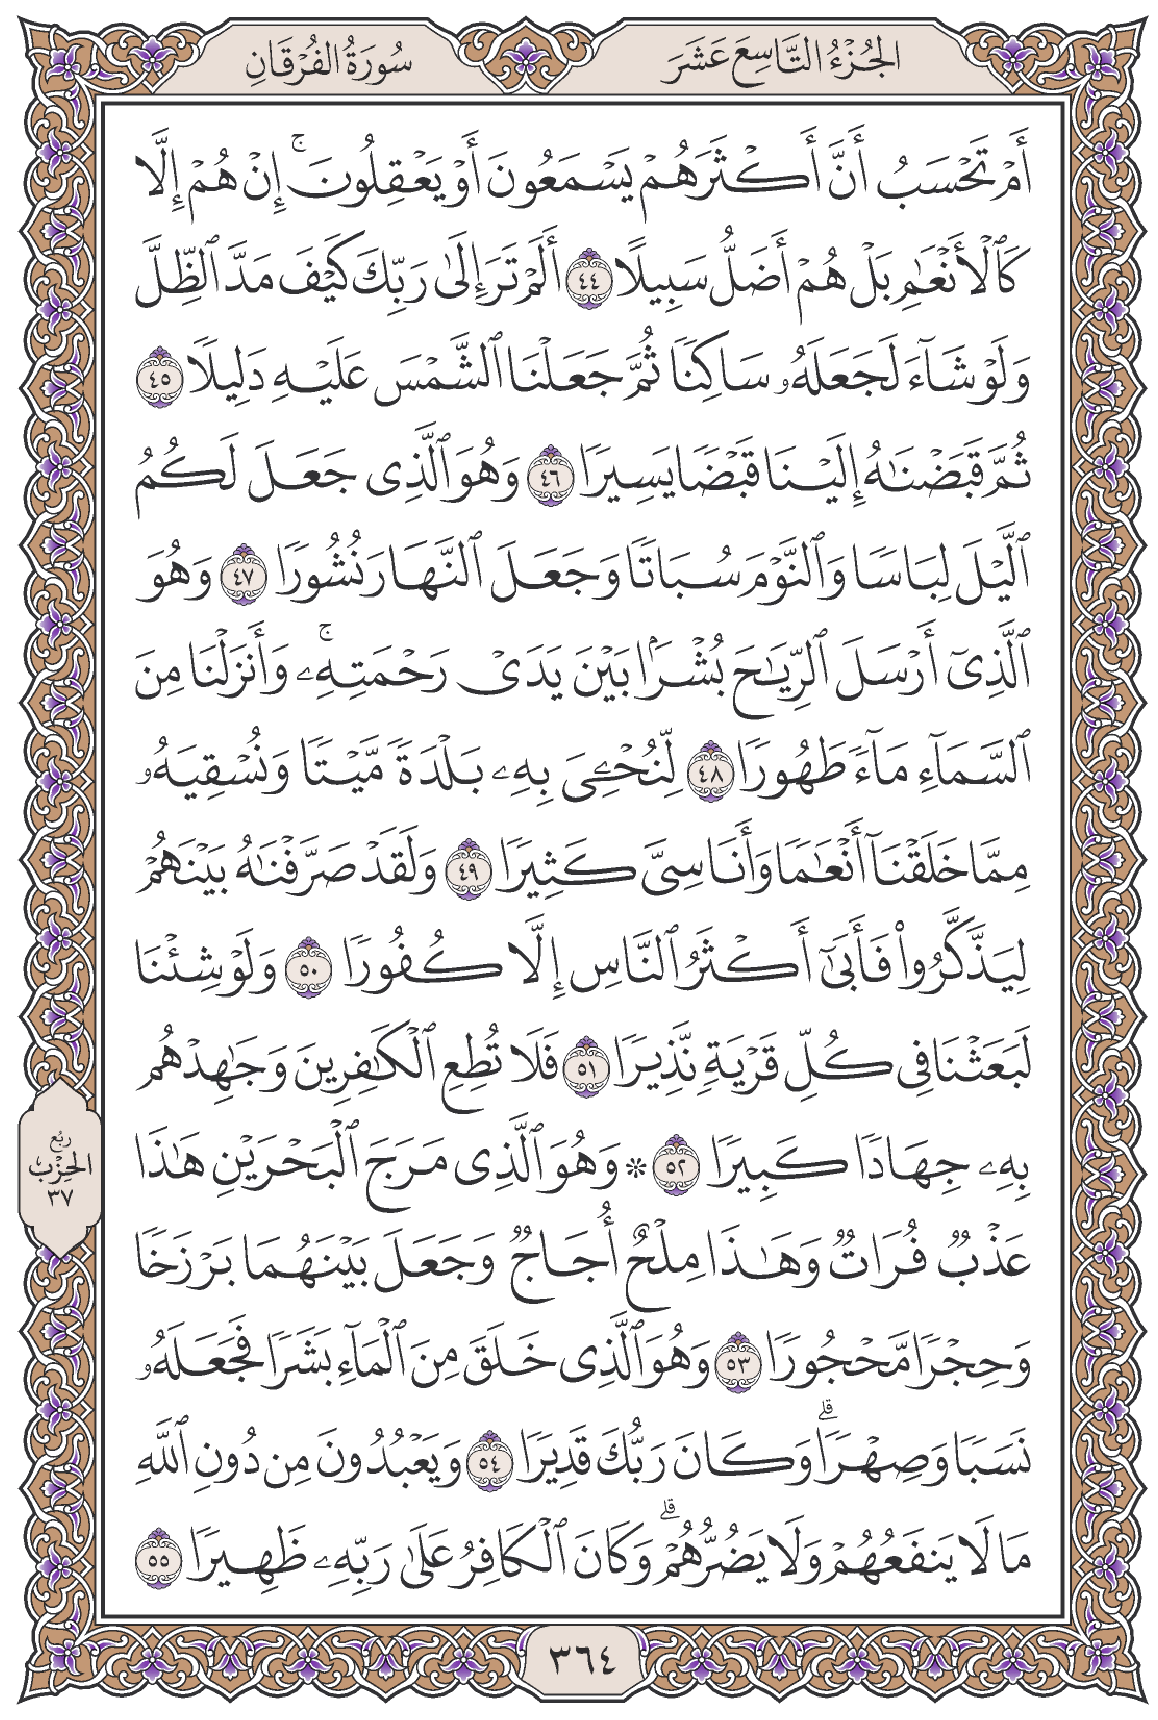 الجُزْءُ التَّاسِعَ عَشَرَ
سُورَةُ الفُرْقَانِ
أَمْ تَحْسَبُ أَنَّ أَكْثَرَهُمْ يَسْمَعُونَ أَوْ يَعْقِلُونَۚ إِنْ هُمْ إِلَّا
كَٱلْأَنْعَٰمِ بَلْ هُمْ أَضَلُّ سَبِيلًا ٤٤ أَلَمْ تَرَ إِلَىٰ رَبِّكَ كَيْفَ مَدَّ ٱلظِّلَّ
وَلَوْ شَآءَ لَجَعَلَهُۥ سَاكِنًا ثُمَّ جَعَلْنَا ٱلشَّمْسَ عَلَيْهِ دَلِيلًا ٤٥
ثُمَّ قَبَضْنَٰهُ إِلَيْنَا قَبْضًا يَسِيرًا ٤٦ وَهُوَ ٱلَّذِى جَعَلَ لَكُمُ
ٱلَّيْلَ لِبَاسًا وَٱلنَّوْمَ سُبَاتًا وَجَعَلَ ٱلنَّهَارَ نُشُورًا ٤٧ وَهُوَ
ٱلَّذِىٓ أَرْسَلَ ٱلرِّيَٰحَ بُشْرًۢا بَيْنَ يَدَىْ رَحْمَتِهِۦۚ وَأَنزَلْنَا مِنَ
ٱلسَّمَآءِ مَآءً طَهُورًا ٤٨ لِّنُحْۦِىَ بِهِۦ بَلْدَةً مَّيْتًا وَنُسْقِيَهُۥ
مِمَّا خَلَقْنَآ أَنْعَٰمًا وَأَنَاسِىَّ كَثِيرًا ٤٩ وَلَقَدْ صَرَّفْنَٰهُ بَيْنَهُمْ
لِيَذَّكَّرُوا۟ فَأَبَىٰٓ أَكْثَرُ ٱلنَّاسِ إِلَّا كُفُورًا ٥٠ وَلَوْ شِئْنَا
لَبَعَثْنَا فِى كُلِّ قَرْيَةٍ نَّذِيرًا ٥١ فَلَا تُطِعِ ٱلْكَٰفِرِينَ وَجَٰهِدْهُم
بِهِۦ جِهَادًا كَبِيرًا ٥٢ ۞ وَهُوَ ٱلَّذِى مَرَجَ ٱلْبَحْرَيْنِ هَٰذَا
عَذْبٌ فُرَاتٌ وَهَٰذَا مِلْحٌ أُجَاجٌ وَجَعَلَ بَيْنَهُمَا بَرْزَخًا
وَحِجْرًا مَّحْجُورًا ٥٣ وَهُوَ ٱلَّذِى خَلَقَ مِنَ ٱلْمَآءِ بَشَرًا فَجَعَلَهُۥ
نَسَبًا وَصِهْرًاۗ وَكَانَ رَبُّكَ قَدِيرًا ٥٤ وَيَعْبُدُونَ مِن دُونِ ٱللَّهِ
مَا لَا يَنفَعُهُمْ وَلَا يَضُرُّهُمْۗ وَكَانَ ٱلْكَافِرُ عَلَىٰ رَبِّهِۦ ظَهِيرًا ٥٥
رُبْع
الحِزْب
٣٧
٣٦٤